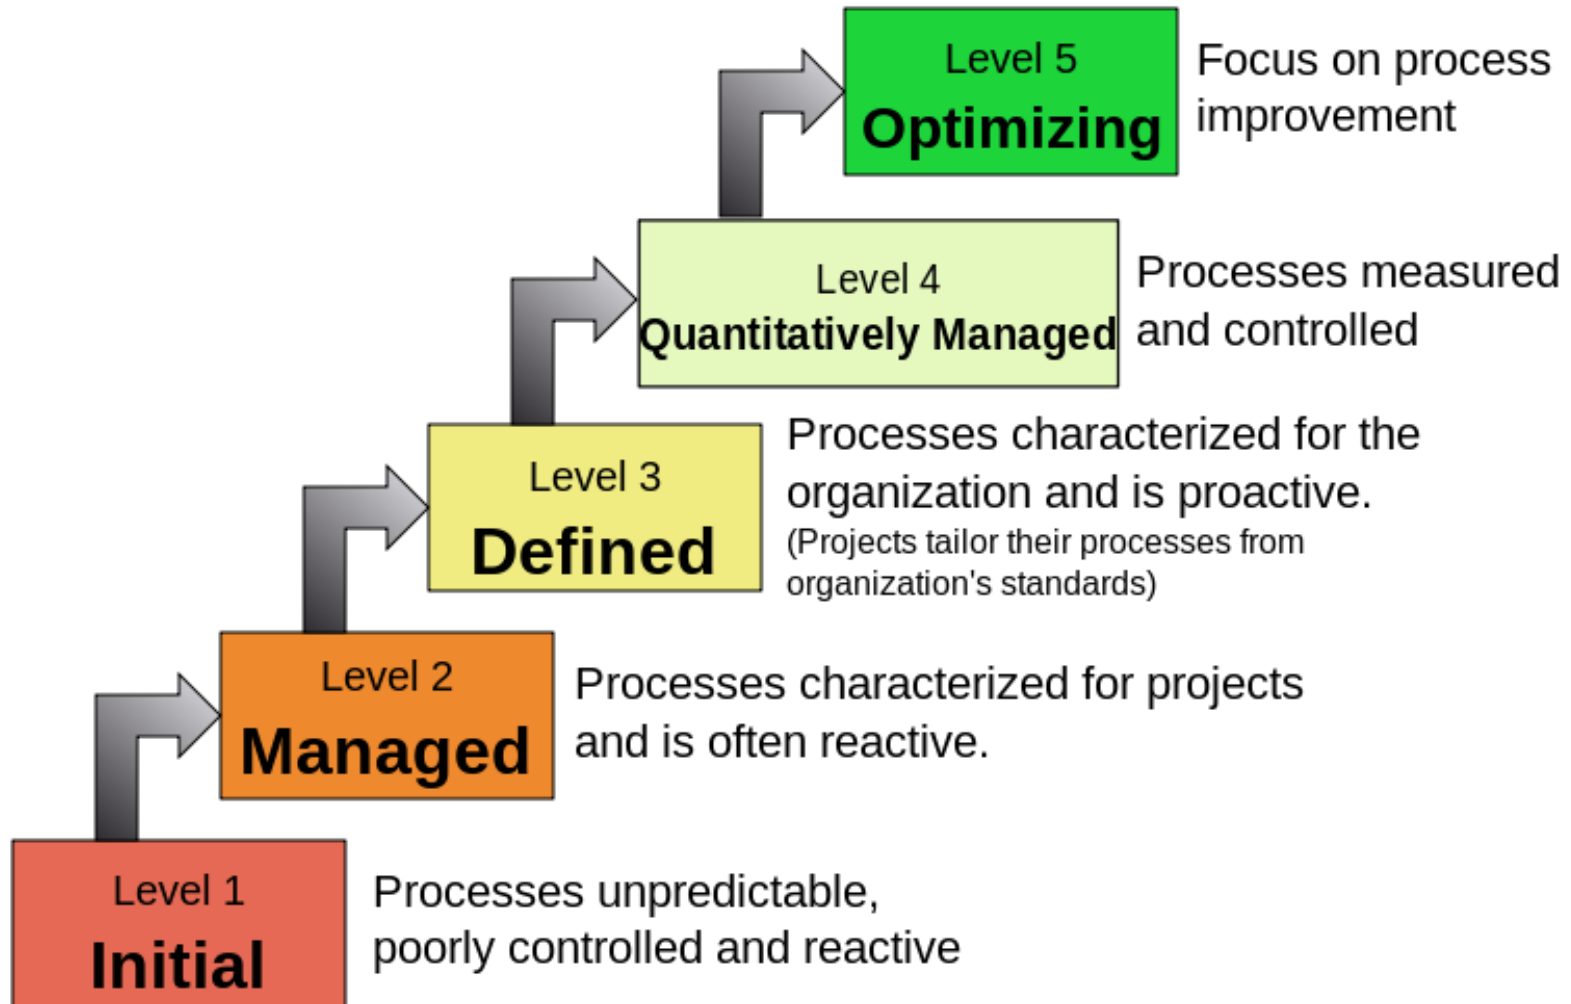 Level 5
Optimizing
Focus on process
improvement
Level 4
Quantitatively Managed
Processes measured
and controlled
Level 3
Defined
Processes characterized for the
organization and is proactive.
(Projects tailor their processes from
organization's standards)
Level 2
Managed
Processes characterized for projects
and is often reactive.
Level 1
Initial
Processes unpredictable,
poorly controlled and reactive